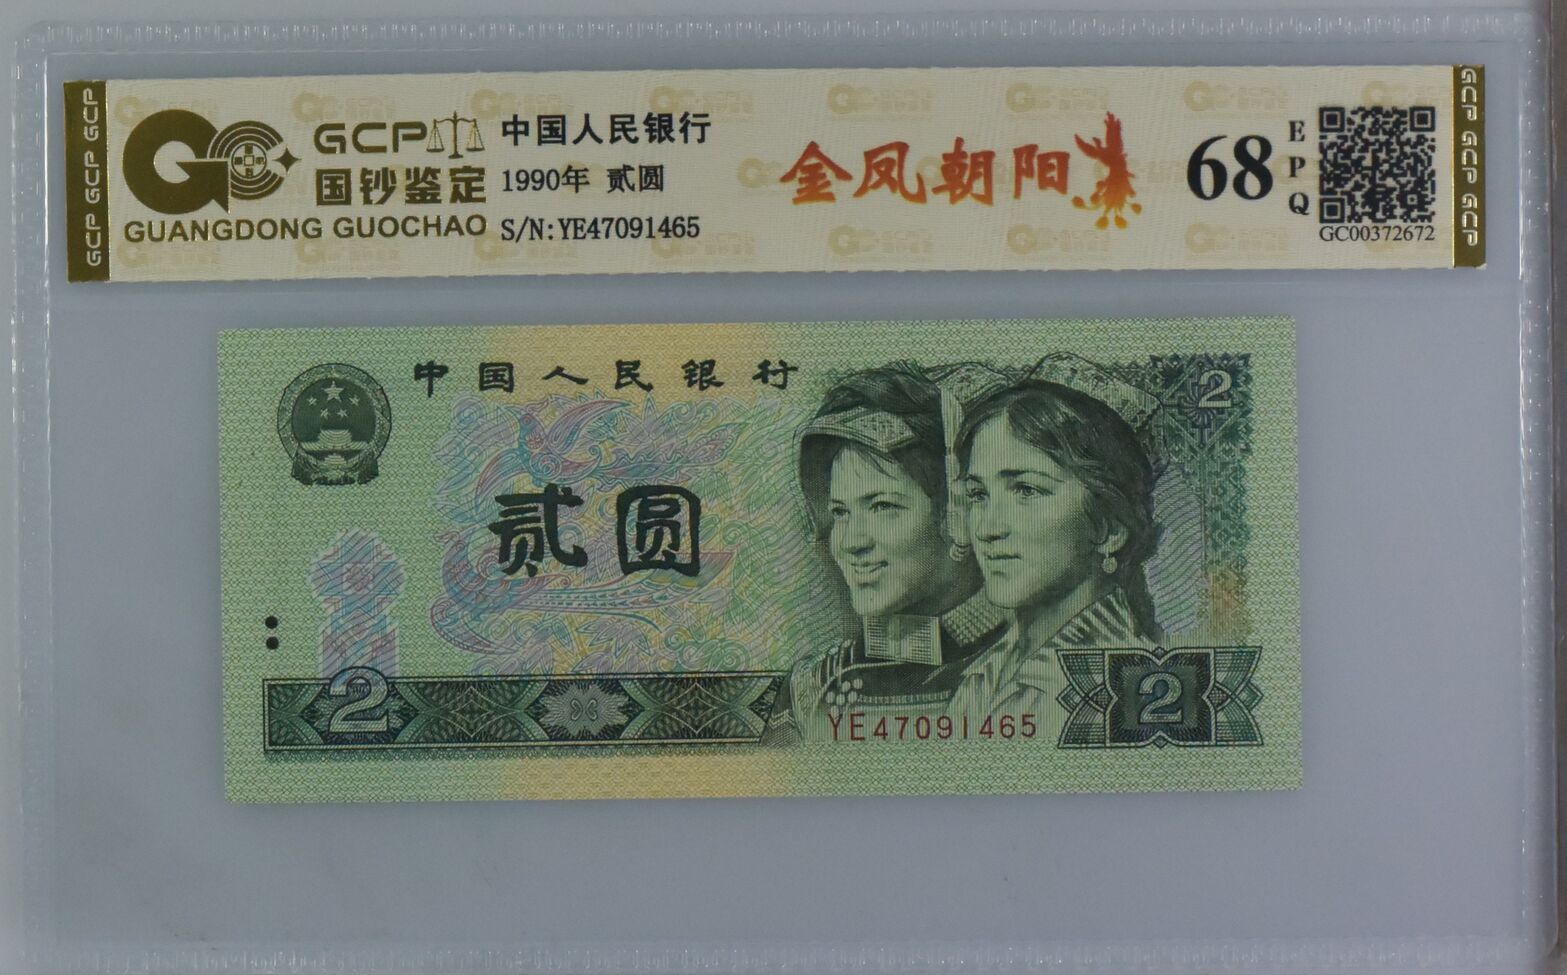 GCP GCP GCP
GCP
国钞鉴定
GUANGDONG GUOCHAO
中国人民银行
1990年 贰圆
S/N:YE47091465
金凤朝阳
68
E
P
Q
GC00372672
GCP GCP GCP
中国人民银行
2
贰圆
2
YE47091465
2